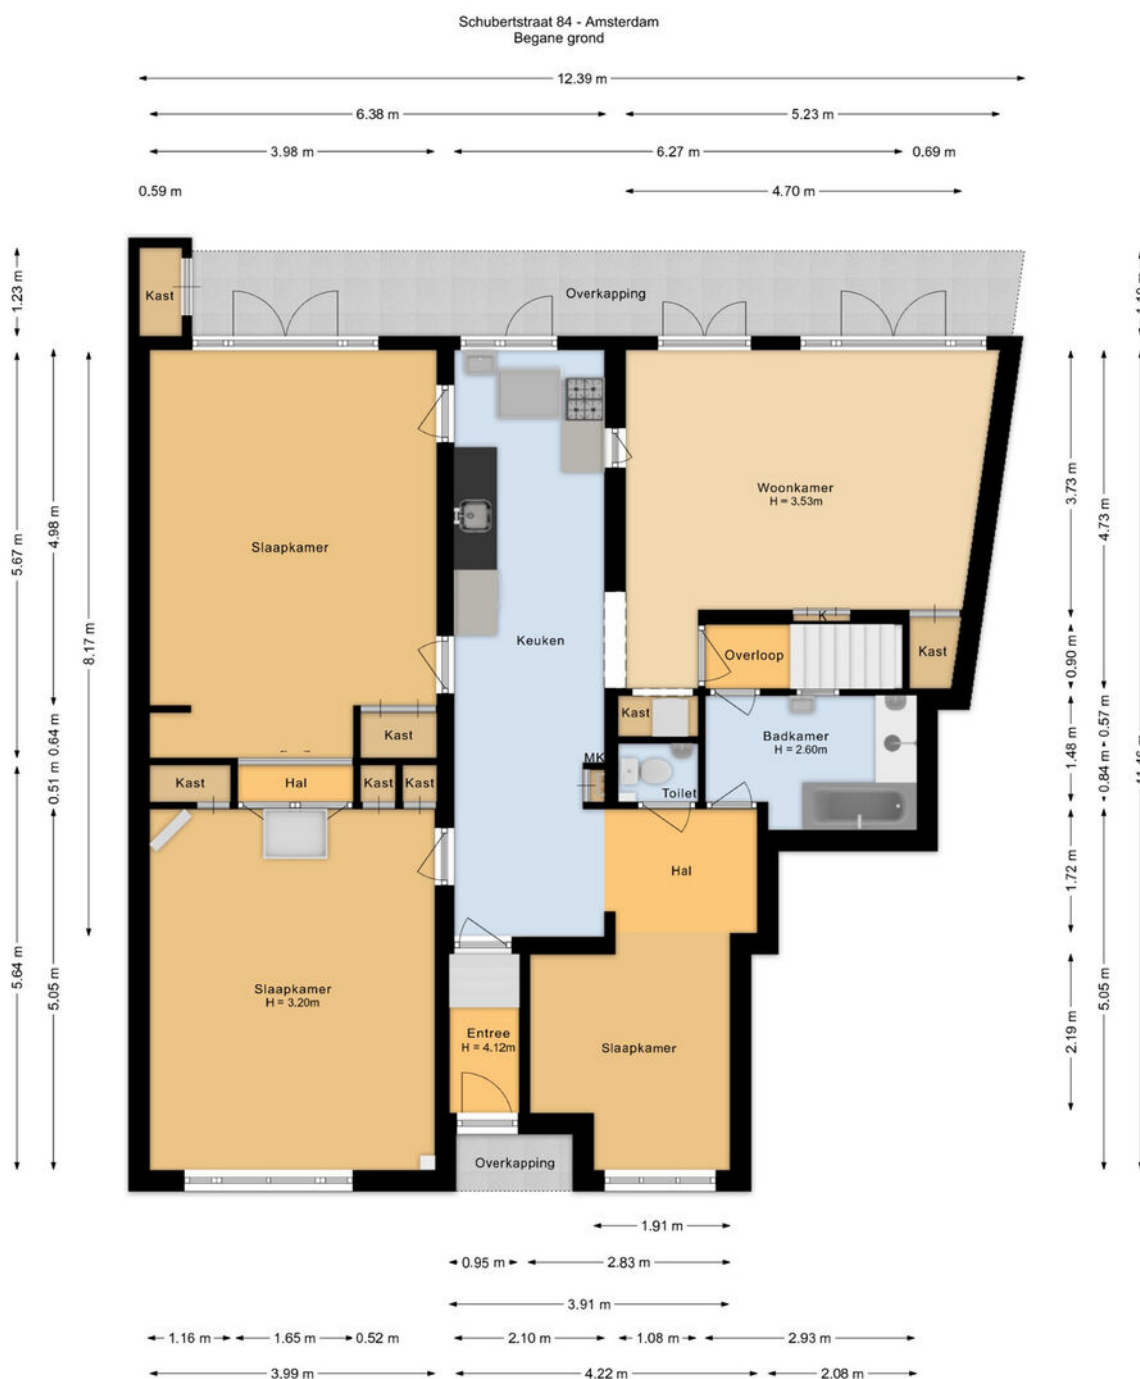 Schubertstraat 84 - Amsterdam
Begane grond
12.39 m
6.38 m
5.23 m
3.98 m
6.27 m
0.69 m
0.59 m
4.70 m
1.23 m
Kast
Overkapping
5.67 m
4.98 m
8.17 m
3.73 m
4.73 m
Woonkamer
H = 3.53m
Slaapkamer
Keuken
K
Overloop
Kast
0.90 m
Kast
Kast
Badkamer
H = 2.60m
0.64 m
0.57 m
1.48 m
MK
Kast
Hal
Kast
Kast
Toilet
0.51 m
0.84 m
11.46 m
Hal
1.72 m
5.64 m
5.05 m
Slaapkamer
H = 3.20m
Entree
H = 4.12m
Slaapkamer
2.19 m
5.05 m
Overkapping
1.91 m
0.95 m
2.83 m
3.91 m
1.16 m
1.65 m
0.52 m
2.10 m
1.08 m
2.93 m
3.99 m
4.22 m
2.08 m